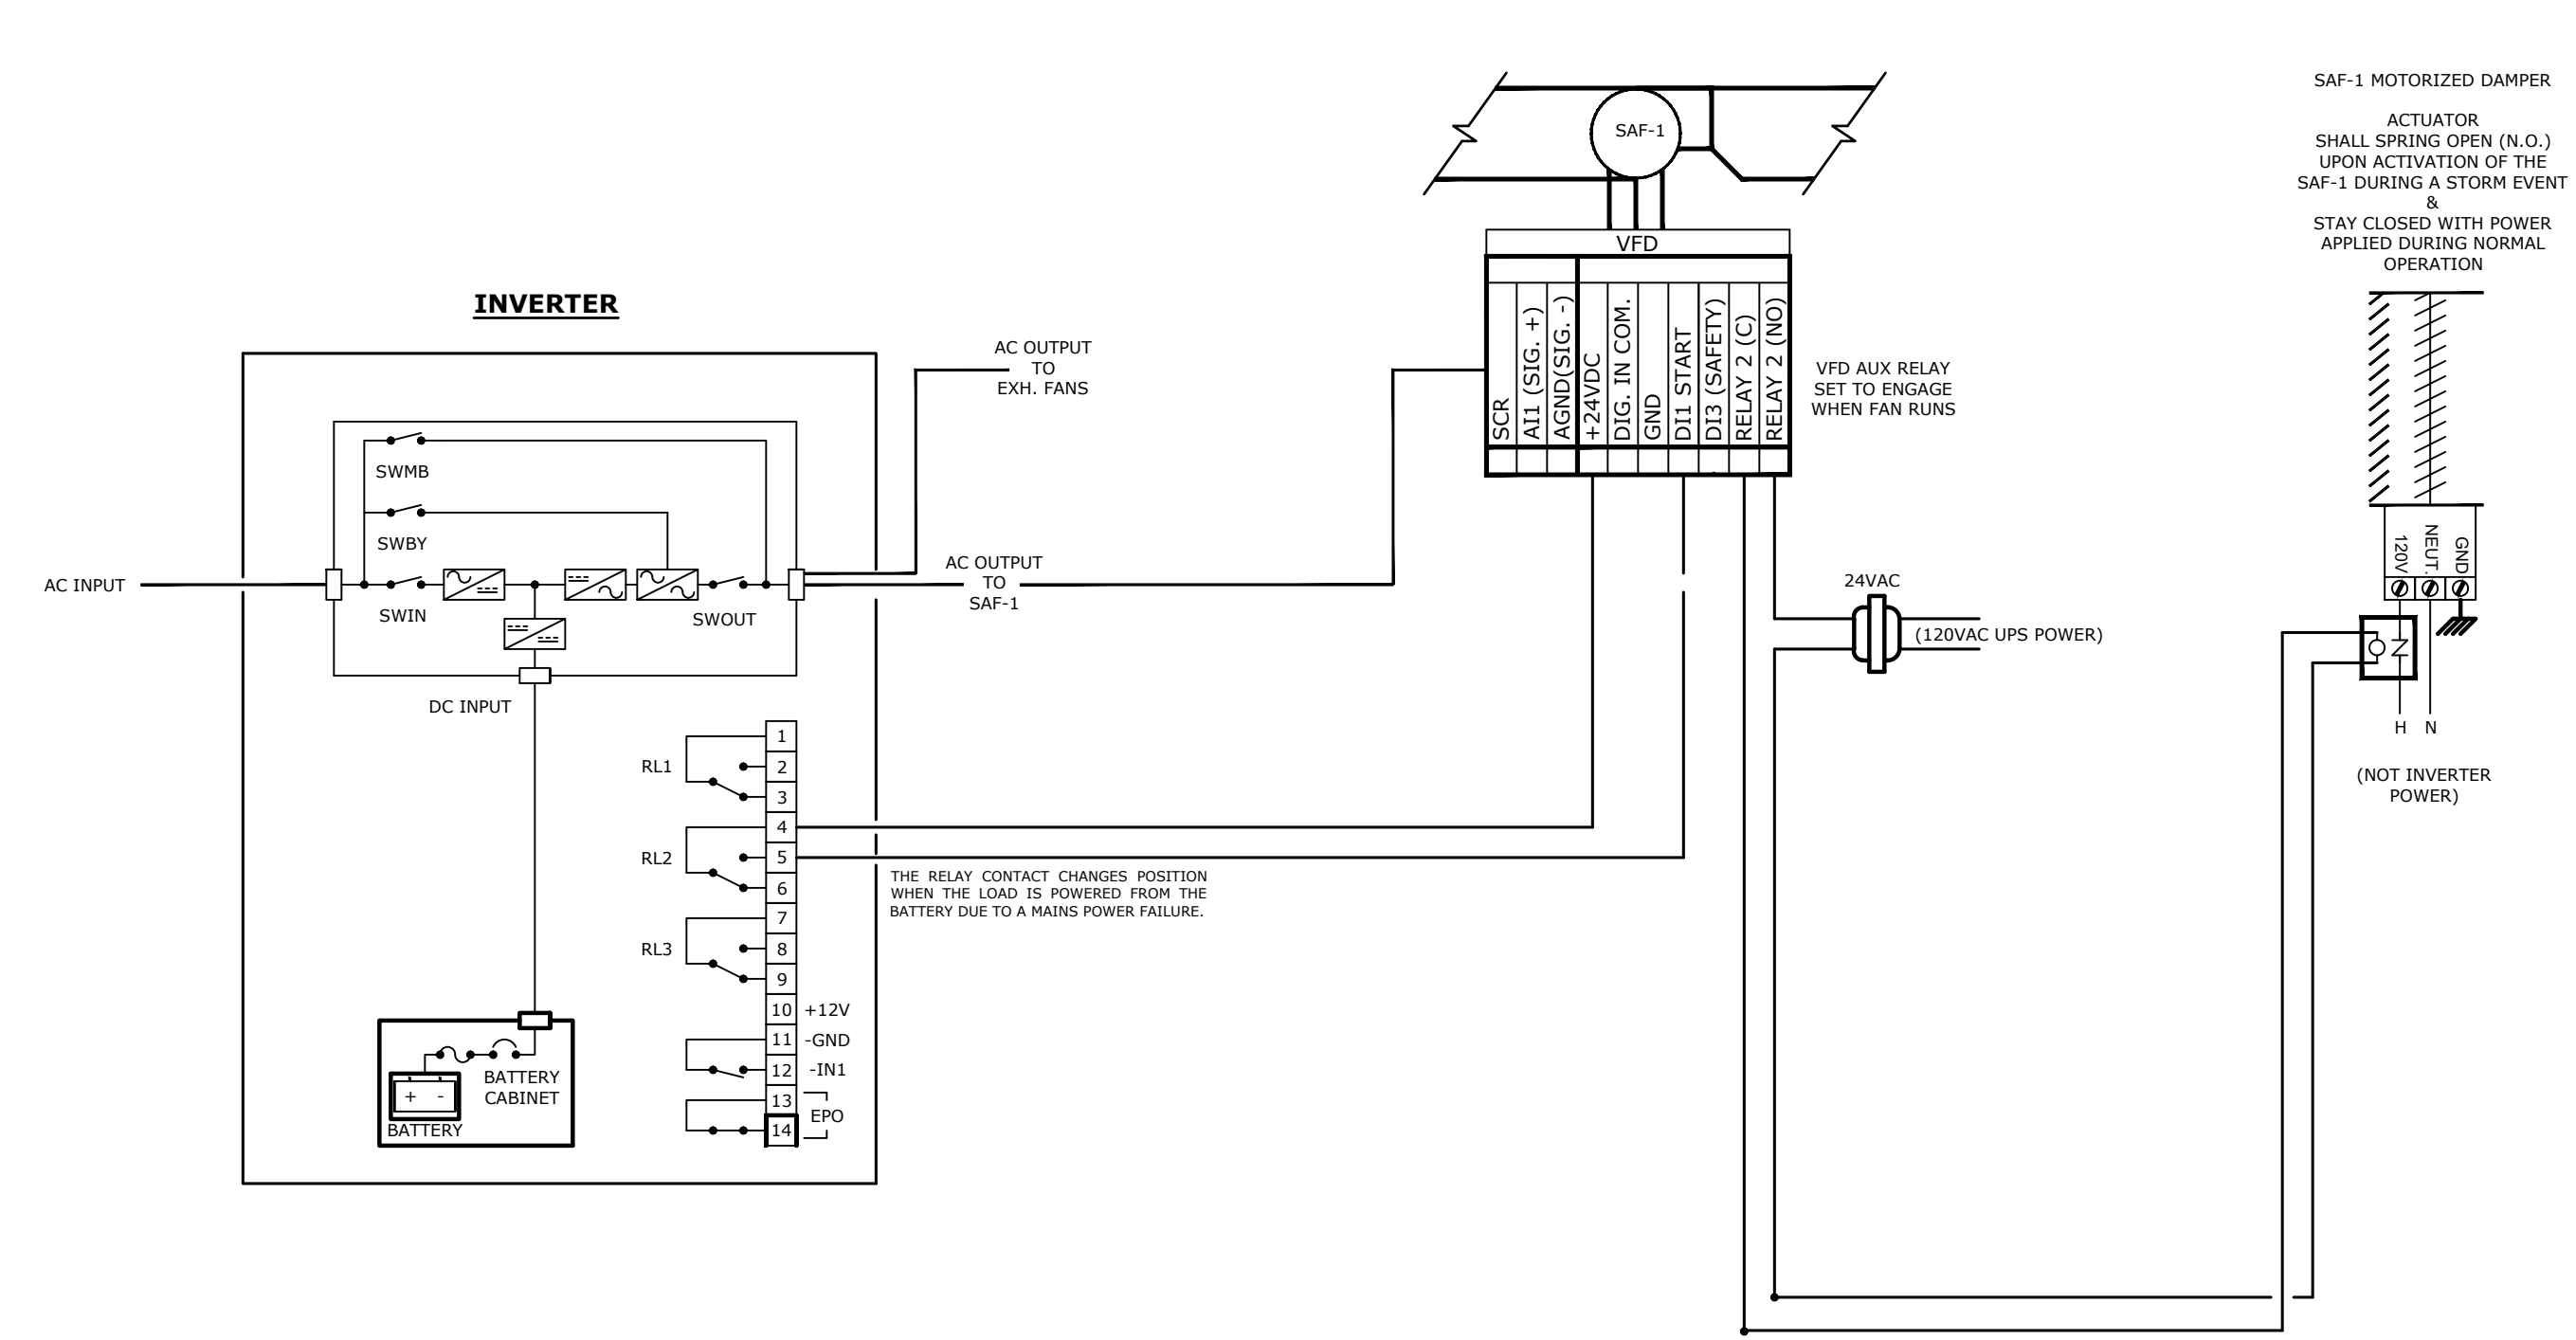 SAF-1 MOTORIZED DAMPER
ACTUATOR
SHALL SPRING OPEN (N.O.)
UPON ACTIVATION OF THE
SAF-1 DURING A STORM EVENT
&
STAY CLOSED WITH POWER
APPLIED DURING NORMAL
OPERATION
SAF-1
VFD
SCR
AI1 (SIG. +)
AGND(SIG. -)
+24VDC
DIG. IN COM.
GND
DI1 START
DI3 (SAFETY)
RELAY 2 (C)
RELAY 2 (NO)
VFD AUX RELAY
SET TO ENGAGE
WHEN FAN RUNS
INVERTER
AC OUTPUT
TO
EXH. FANS
SWMB
SWBY
AC INPUT
SWIN
SWOUT
AC OUTPUT
TO
SAF-1
DC INPUT
24VAC
(120VAC UPS POWER)
120V
NEUT.
GND
H N
(NOT INVERTER
POWER)
1
RL1 2
3
4
RL2 5
6
THE RELAY CONTACT CHANGES POSITION
WHEN THE LOAD IS POWERED FROM THE
BATTERY DUE TO A MAINS POWER FAILURE.
7
RL3 8
9
10 +12V
11 -GND
12 -IN1
13
EPO
14
BATTERY
CABINET
+ -
BATTERY